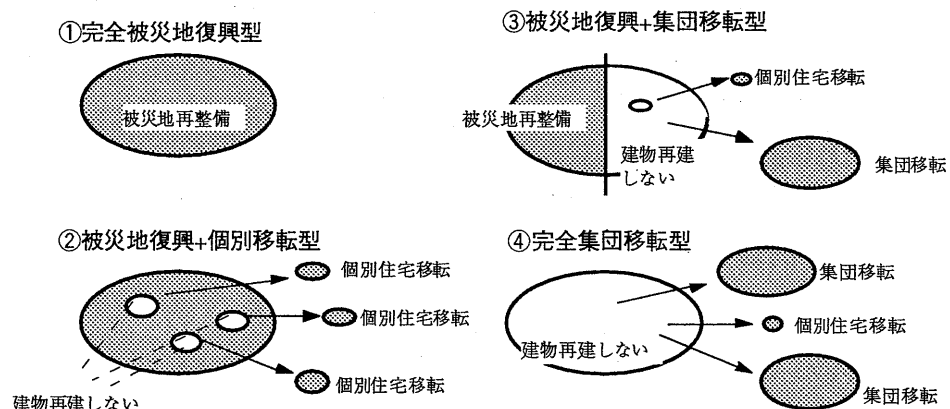 ①完全被災地復興型
被災地再整備
②被災地復興+個別移転型
個別住宅移転
個別住宅移転
個別住宅移転
建物再建しない
③被災地復興+集団移転型
個別住宅移転
被災地再整備
建物再建
しない
集団移転
④完全集団移転型
集団移転
個別住宅移転
建物再建しない
集団移転